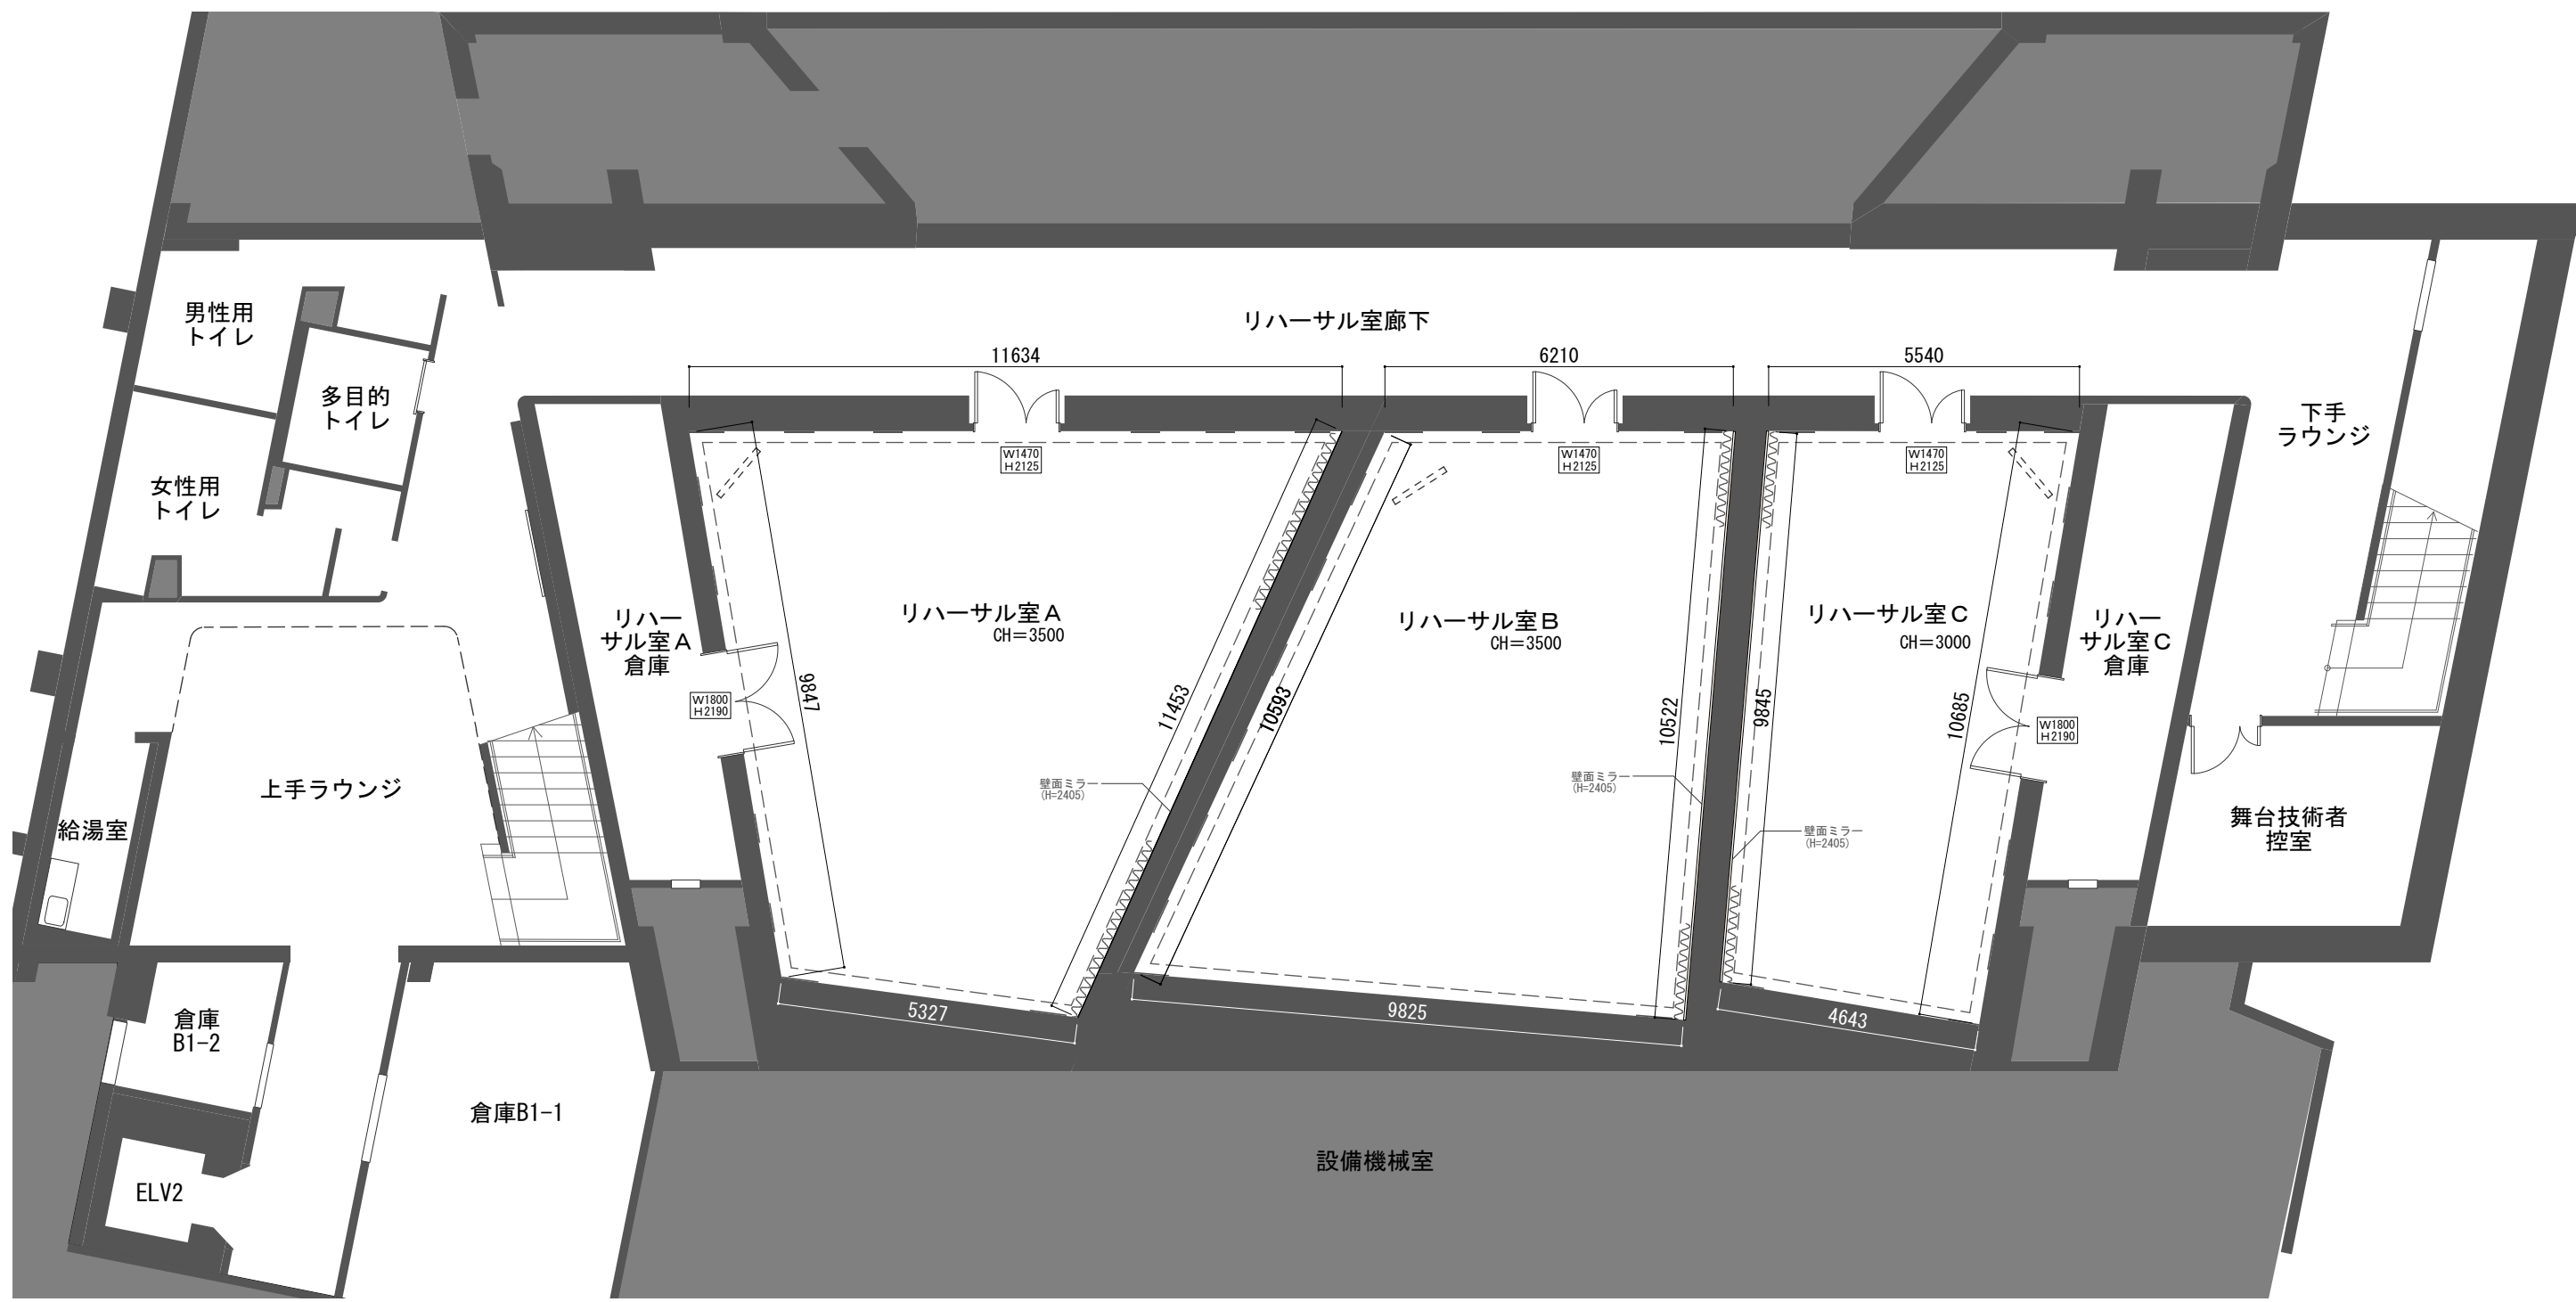 リハーサル室廊下
11634
6210
5540
男性用
トイレ
多目的
トイレ
女性用
トイレ
下手
ラウンジ
W1470
H2125
W1470
H2125
W1470
H2125
リハー
サル室A
倉庫
リハーサル室A
CH=3500
リハーサル室B
CH=3500
リハーサル室C
CH=3000
リハー
サル室C
倉庫
W1800
H2190
9847
11453
10593
10522
9845
10685
W1800
H2190
壁面ミラー
(H=2405)
壁面ミラー
(H=2405)
壁面ミラー
(H=2405)
上手ラウンジ
給湯室
舞台技術者
控室
5327
9825
4643
倉庫
B1-2
倉庫B1-1
ELV2
設備機械室